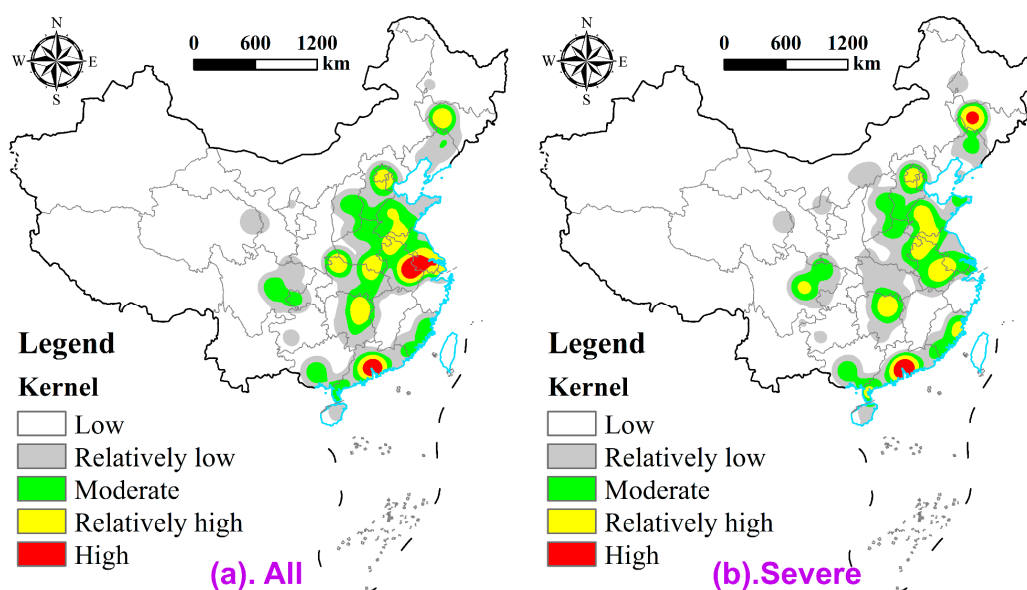 N
W E
S
0 600 1200
km
Legend
Kernel
Low
Relatively low
Moderate
Relatively high
High
(a). All
N
W E
S
0 600 1200
km
Legend
Kernel
Low
Relatively low
Moderate
Relatively high
High
(b).Severe